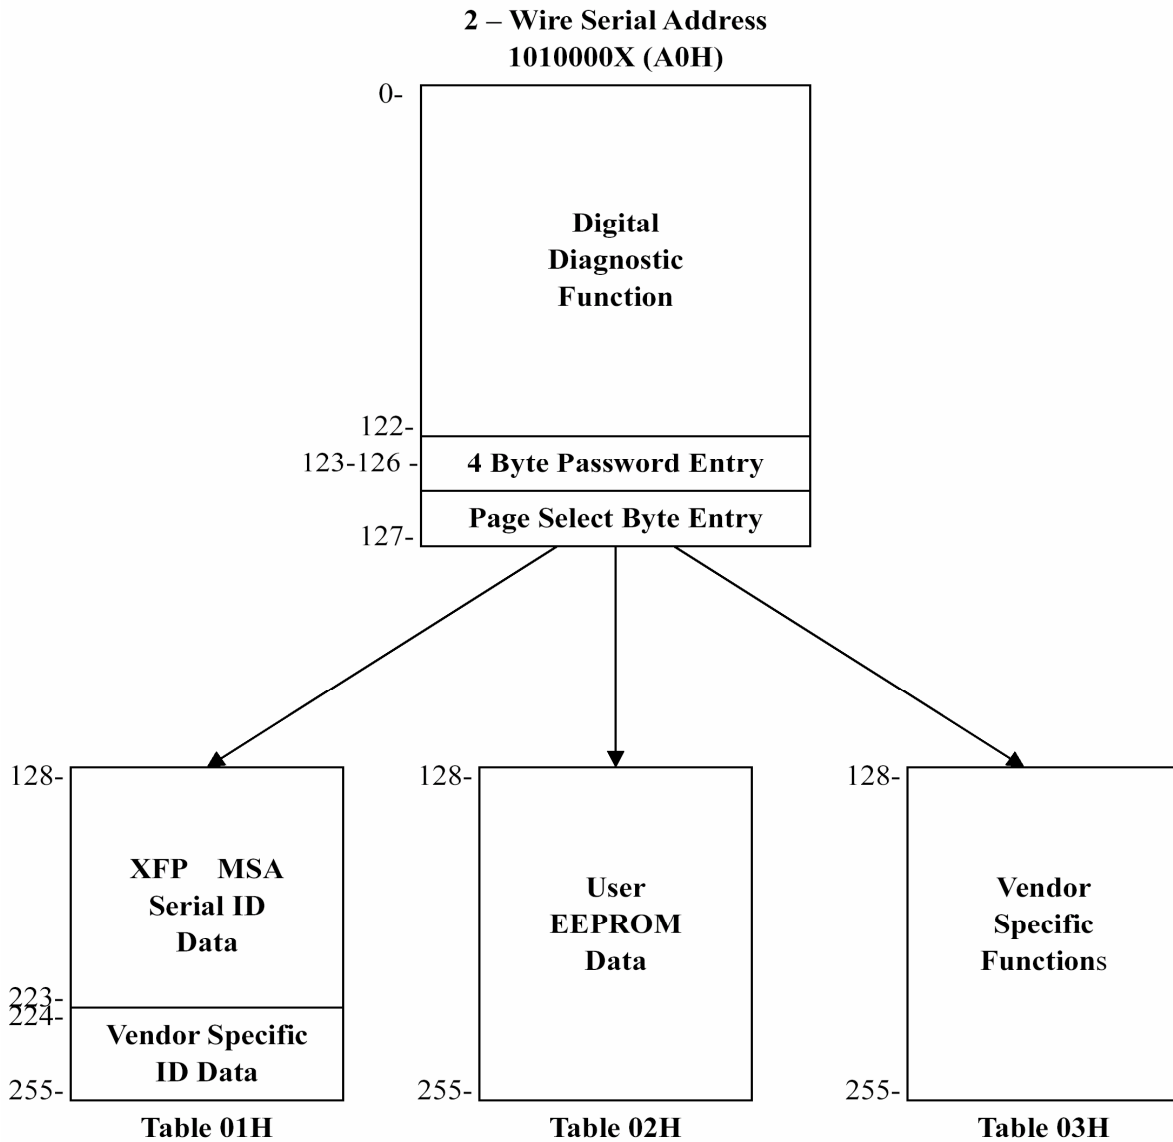 2 – Wire Serial Address
1010000X (A0H)
0-
Digital
Diagnostic
Function
122-
123-126 -
4 Byte Password Entry
Page Select Byte Entry
127-
128-
XFP MSA
Serial ID
Data
223-
224-
Vendor Specific
ID Data
255-
Table 01H
128-
User
EEPROM
Data
255-
Table 02H
128-
Vendor
Specific
Functions
255-
Table 03H